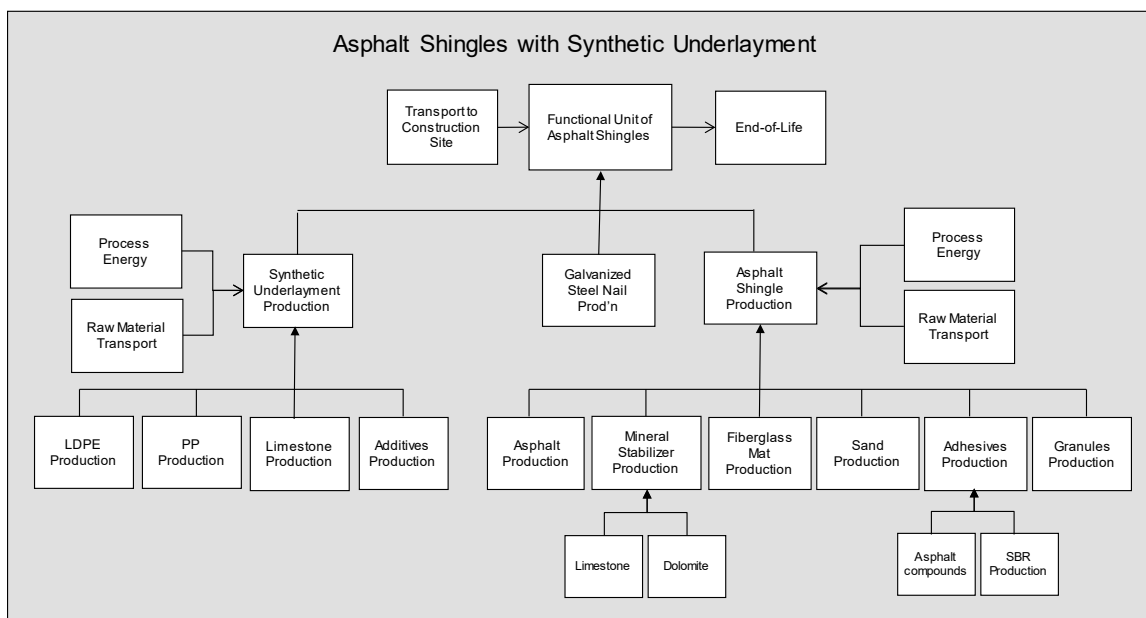 Asphalt Shingles with Synthetic Underlayment
Transport to
Construction
Site
Functional Unit of
Asphalt Shingles
End-of-Life
Process
Energy
Raw Material
Transport
Synthetic
Underlayment
Production
Galvanized
Steel Nail
Prod'n
Asphalt
Shingle
Production
Process
Energy
Raw Material
Transport
LDPE
Production
PP
Production
Limestone
Production
Additives
Production
Asphalt
Production
Mineral
Stabilizer
Production
Fiberglass
Mat
Production
Sand
Production
Adhesives
Production
Granules
Production
Limestone
Dolomite
Asphalt
compounds
SBR
Production